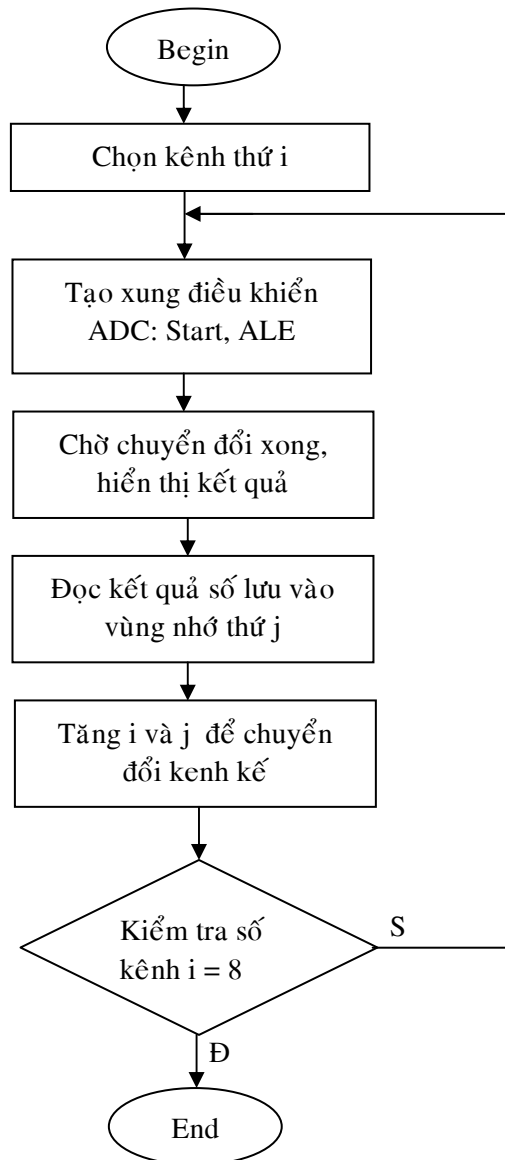 Begin
Chọn kênh thứ i
Tạo xung điều khiển
ADC: Start, ALE
Chờ chuyển đổi xong,
hiển thị kết quả
Đọc kết quả số lưu vào
vùng nhớ thứ j
Tăng i và j để chuyển
đổi kenh kế
Kiểm tra số
kênh i = 8
S
Đ
End